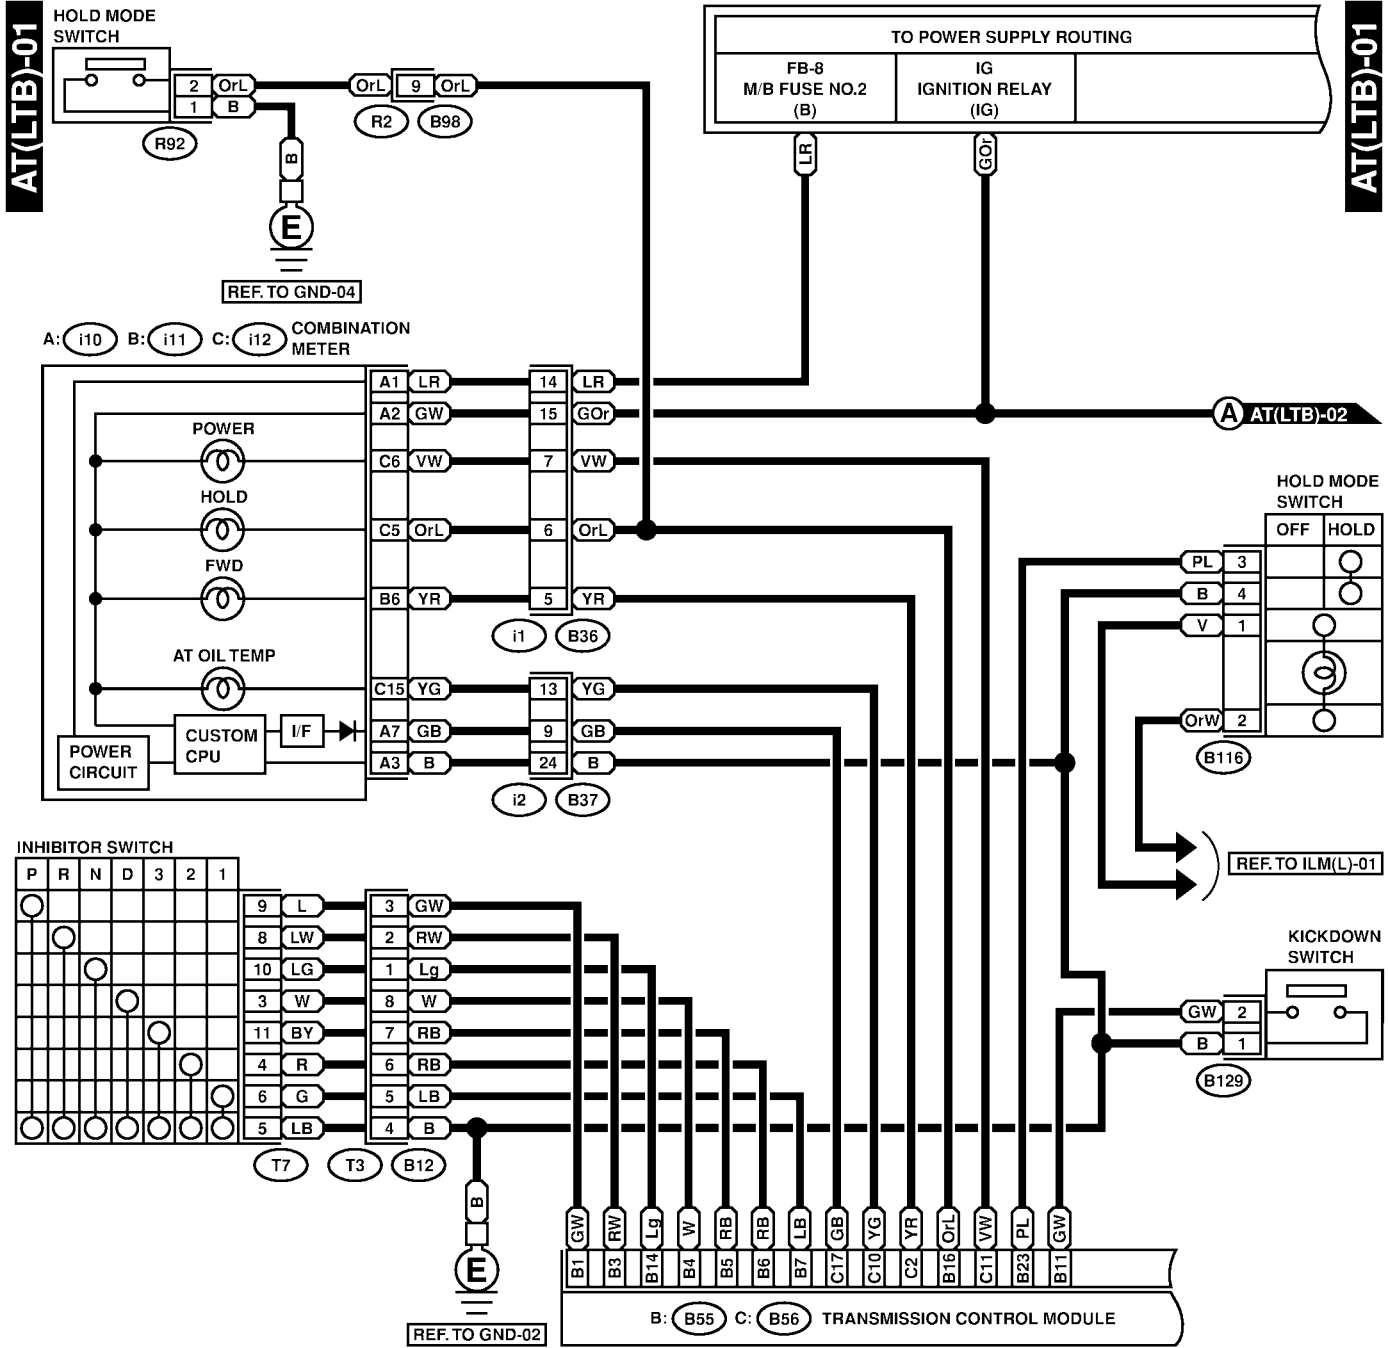 AT(LTB)-01
HOLD MODE
SWITCH
2 OrL OrL 9 OrL
1 B
R92 R2 B98
B
E
REF. TO GND-04
TO POWER SUPPLY ROUTING
FB-8
M/B FUSE NO.2
(B)
IG
IGNITION RELAY
(IG)
LR GOr
AT(LTB)-01
A: i10 B: i11 C: i12 COMBINATION
METER
A1 LR 14 LR
A2 GW 15 GOr
A AT(LTB)-02
POWER
C6 VW 7 VW
HOLD
C5 OrL 6 OrL
FWD
B6 YR 5 YR
i1 B36
AT OIL TEMP
C15 YG 13 YG
CUSTOM
CPU
I/F
A7 GB 9 GB
POWER
CIRCUIT
A3 B 24 B
i2 B37
HOLD MODE
SWITCH
OFF HOLD
PL 3
B 4
V 1
OrW 2
B116
REF. TO ILM(L)-01
INHIBITOR SWITCH
P R N D 3 2 1
9 L 3 GW
8 LW 2 RW
10 LG 1 Lg
3 W 8 W
11 BY 7 RB
4 R 6 RB
6 G 5 LB
5 LB 4 B
T7 T3 B12
B
E
REF. TO GND-02
KICKDOWN
SWITCH
GW 2
B 1
B129
GW RW Lg W RB RB LB GB YG YR OrL VW PL GW
B1 B3 B14 B4 B5 B6 B7 C17 C10 C2 B16 C11 B23 B11
B: B55 C: B56 TRANSMISSION CONTROL MODULE